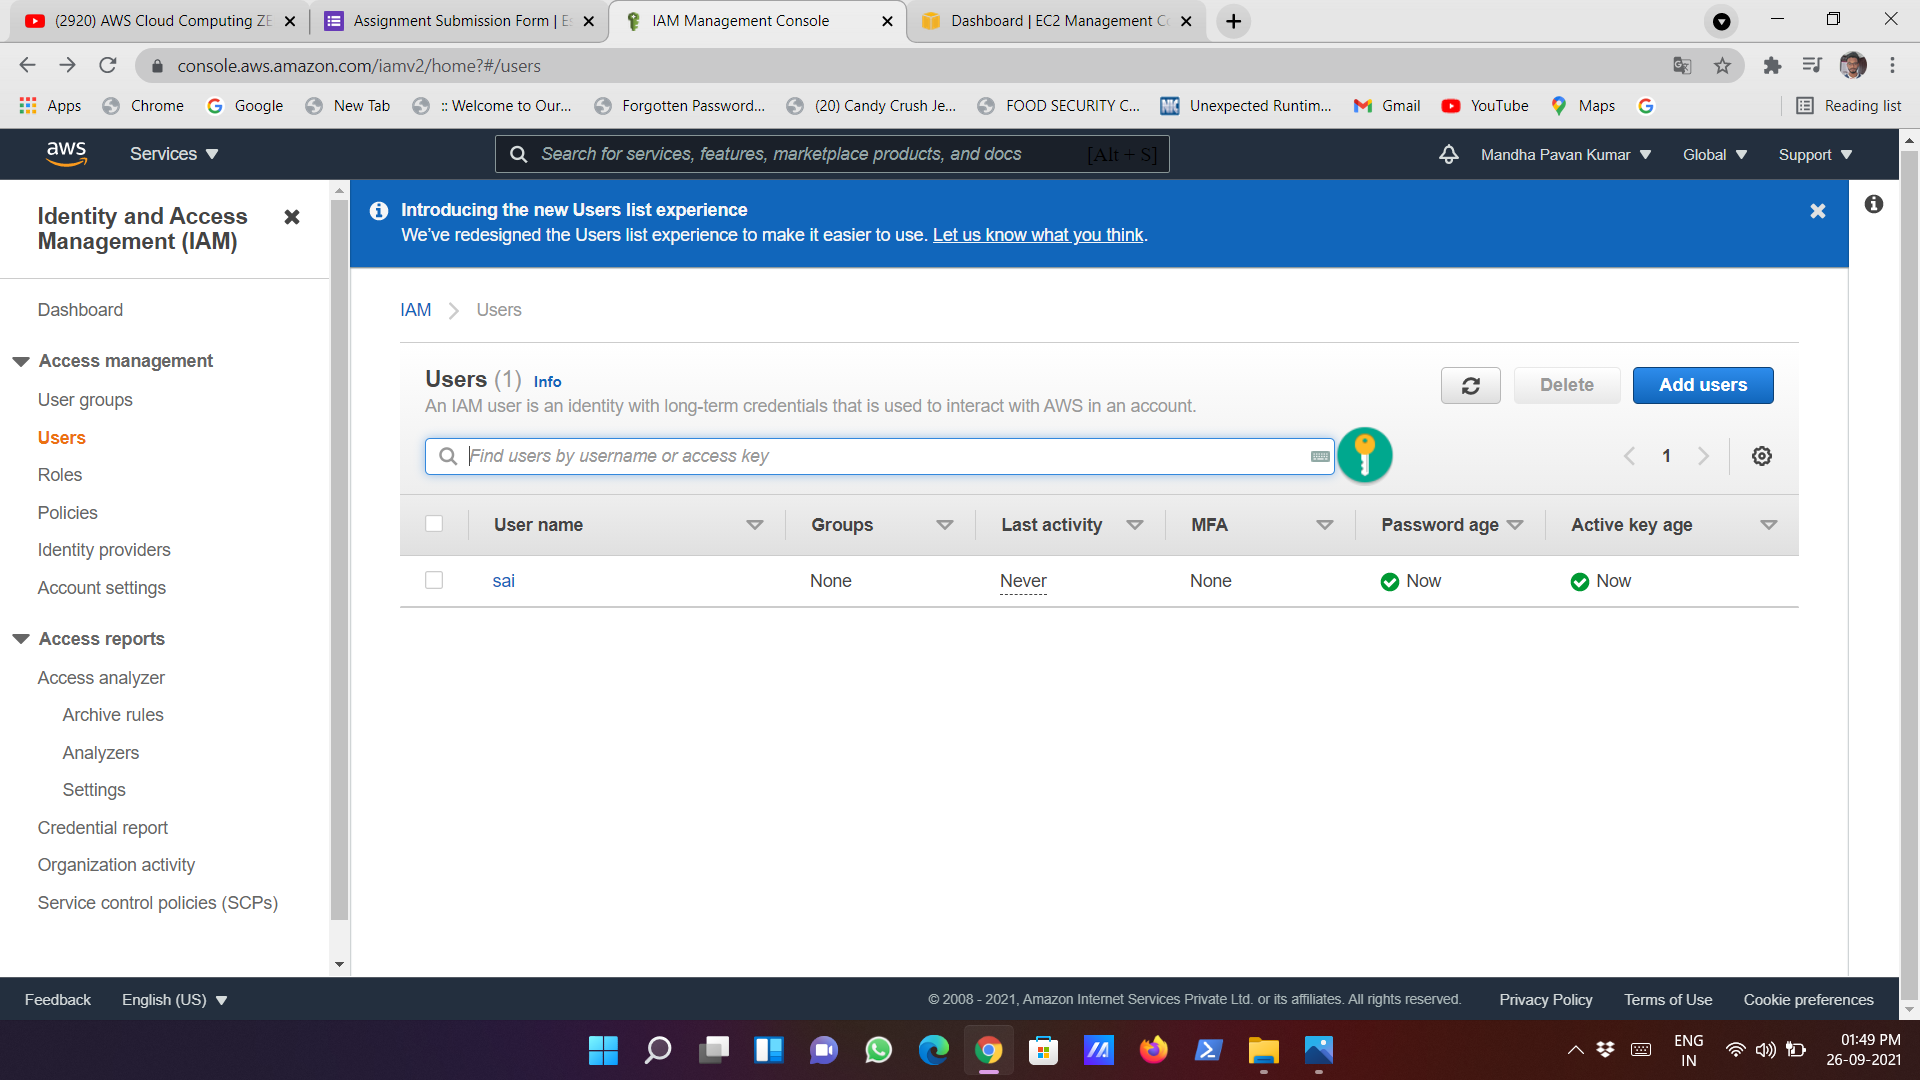 (2920) AWS Cloud Computing ZE
Assignment Submission Form | E
IAM Management Console
Dashboard | EC2 Management C
console.aws.amazon.com/iamv2/home?#/users
Apps
Chrome
Google
New Tab
:: Welcome to Our...
Forgotten Password...
(20) Candy Crush Je...
FOOD SECURITY C...
Unexpected Runtim...
Gmail
YouTube
Maps
Reading list
aws
Services
Search for services, features, marketplace products, and docs
[Alt + S]
Mandha Pavan Kumar
Global
Support
Identity and Access
Management (IAM)
Dashboard
Access management
User groups
Users
Roles
Policies
Identity providers
Account settings
Access reports
Access analyzer
Archive rules
Analyzers
Settings
Credential report
Organization activity
Service control policies (SCPs)
Introducing the new Users list experience
We've redesigned the Users list experience to make it easier to use. Let us know what you think.
IAM
Users
Users (1) Info
An IAM user is an identity with long-term credentials that is used to interact with AWS in an account.
Delete
Add users
Find users by username or access key
1
User name
Groups
Last activity
MFA
Password age
Active key age
sai
None
Never
None
Now
Now
Feedback
English (US)
© 2008 - 2021, Amazon Internet Services Private Ltd. or its affiliates. All rights reserved.
Privacy Policy
Terms of Use
Cookie preferences
ENG
IN
01:49 PM
26-09-2021